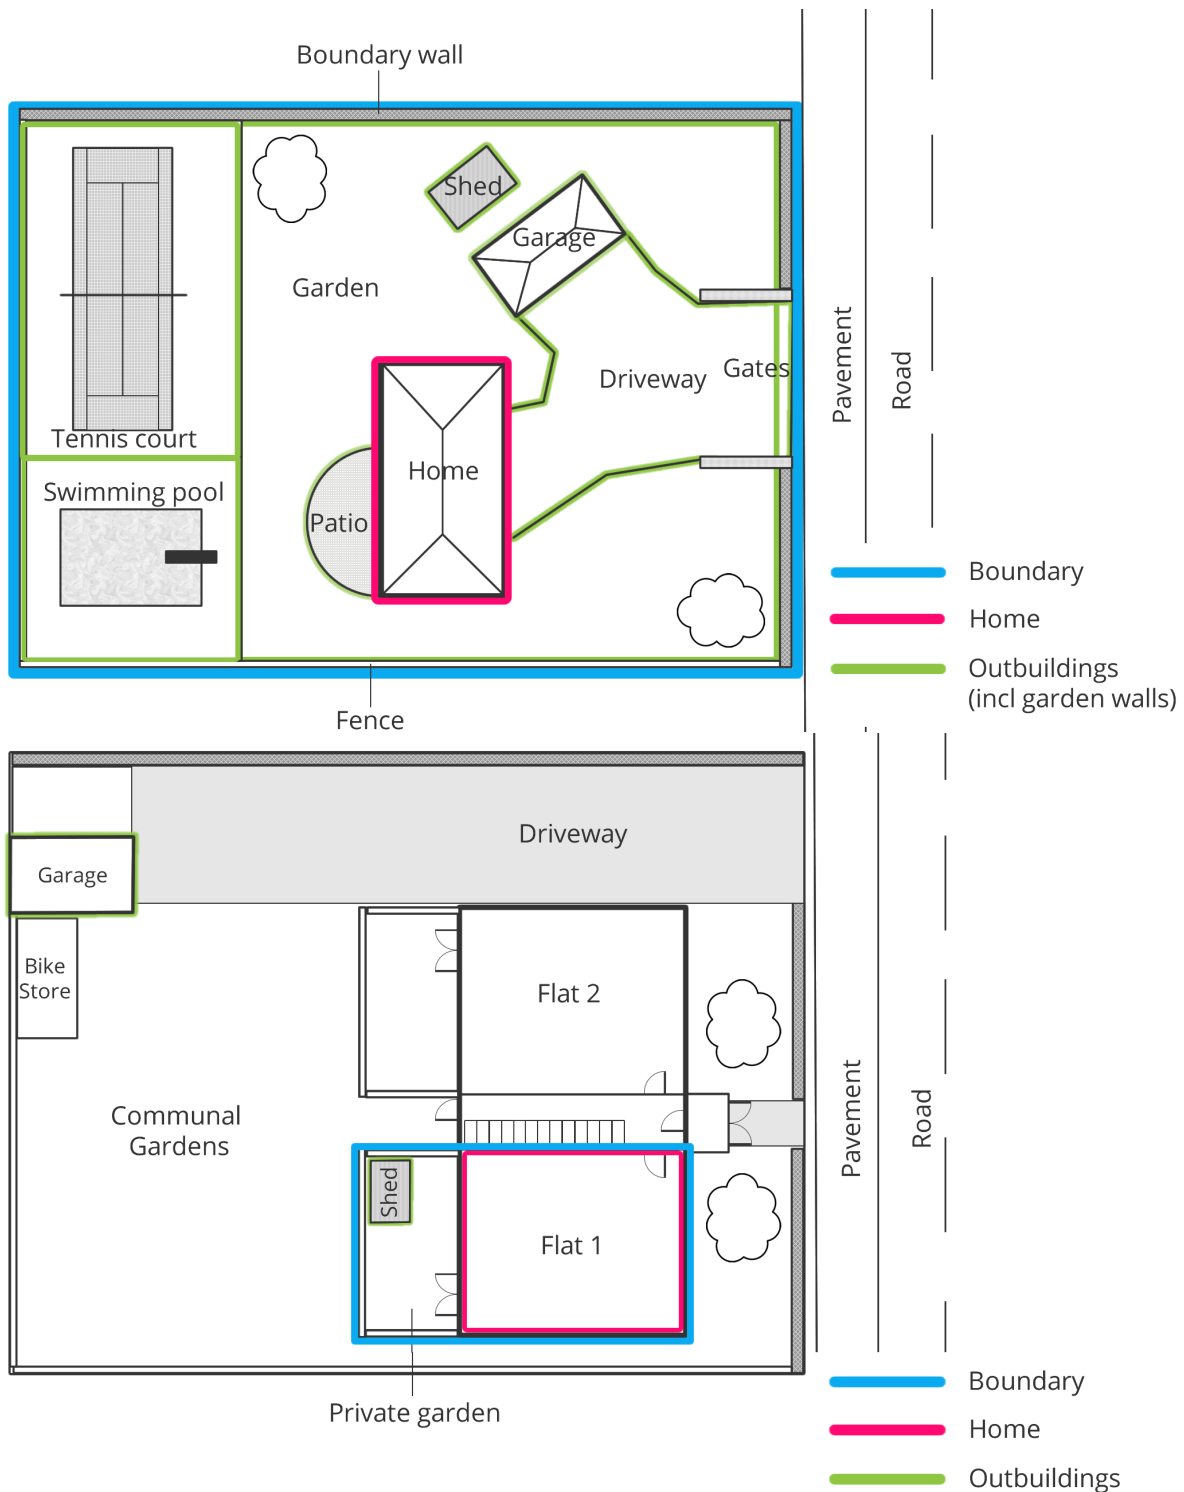 Boundary wall
Shed
Garage
Garden
Gates
Driveway
Pavement
Road
Tennis court
Home
Swimming pool
Patio
Boundary
Home
Outbuildings
(incl garden walls)
Fence
Driveway
Garage
Bike
Store
Flat 2
Communal
Gardens
Pavement
Road
Shed
Flat 1
Private garden
Boundary
Home
Outbuildings